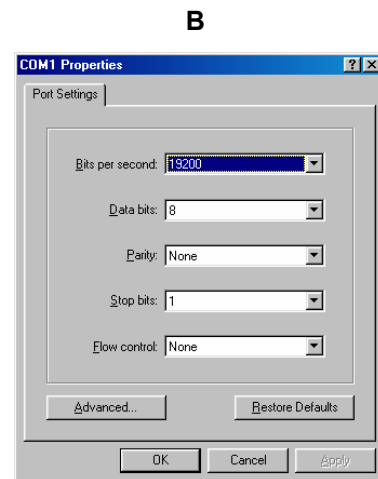 B
COM1 Properties
Port Settings
Bits per second: 19200
Data bits: 8
Parity: None
Stop bits: 1
Flow control: None
Advanced... Restore Defaults
OK Cancel Apply